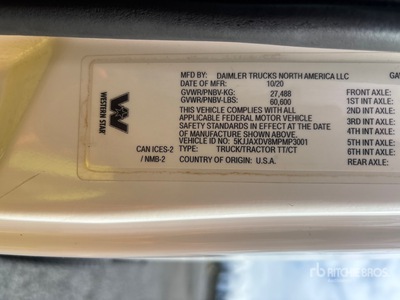 MFD BY: DAIMLER TRUCKS NORTH AMERICA LLC
DATE OF MFR: 10/20
GVWR/PNBV-KG: 27,488
GVWR/PNBV-LBS: 60,600
THIS VEHICLE COMPLIES WITH ALL
APPLICABLE FEDERAL MOTOR VEHICLE
SAFETY STANDARDS IN EFFECT AT THE
DATE OF MANUFACTURE SHOWN ABOVE.
VEHICLE ID NO: 5KJJAXDV8MPMP3001
TYPE: TRUCK/TRACTOR TT/CT
COUNTRY OF ORIGIN: U.S.A.
WESTERN STAR
CAN ICES-2
/ NMB-2
GA
FRONT AXLE:
1ST INT AXLE:
2ND INT AXLE:
3RD INT AXLE:
4TH INT AXLE:
5TH INT AXLE:
6TH INT AXLE:
REAR AXLE:
rb RITCHIE BROS